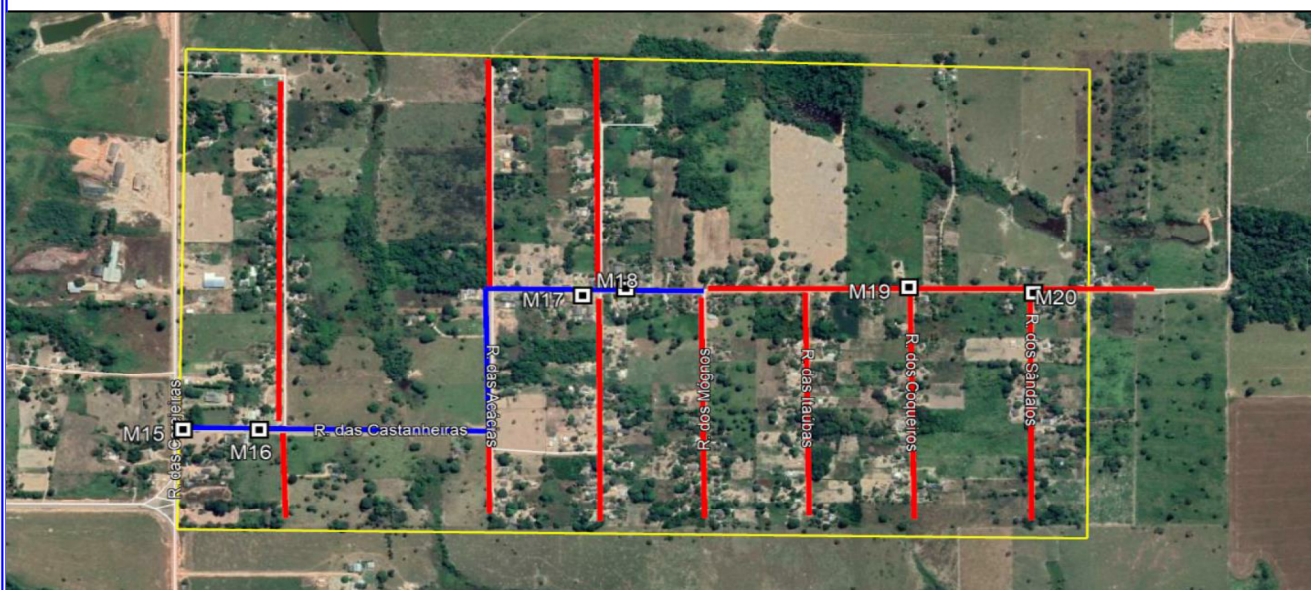 M15
M16
M17
M18
M19
M20
R. das Castanheiras
R. das Acácias
R. dos Mognos
R. das Itaúbas
R. dos Coqueiros
R. dos Sândalos